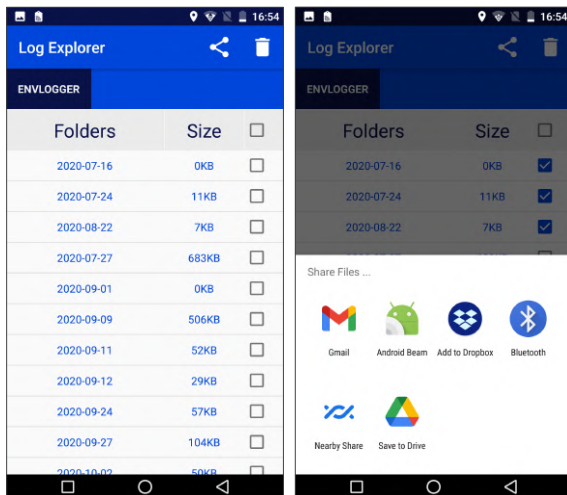 16:54
Log Explorer
ENVLOGGER
Folders Size
2020-07-16 0KB
2020-07-24 11KB
2020-08-22 7KB
2020-07-27 683KB
2020-09-01 0KB
2020-09-09 506KB
2020-09-11 52KB
2020-09-12 29KB
2020-09-24 57KB
2020-09-27 104KB
2020-10-02 50KB
16:54
Log Explorer
ENVLOGGER
Folders Size
2020-07-16 0KB
2020-07-24 11KB
2020-08-22 7KB
Share Files ...
Gmail Android Beam Add to Dropbox Bluetooth
Nearby Share Save to Drive